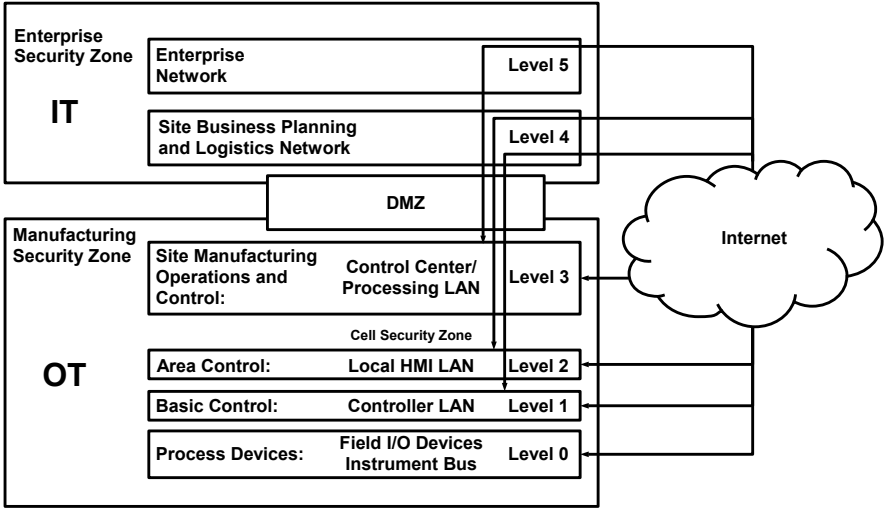 Enterprise
Security Zone
IT
Enterprise
Network
Level 5
Site Business Planning
and Logistics Network
Level 4
DMZ
Manufacturing
Security Zone
OT
Site Manufacturing
Operations and
Control:
Control Center/
Processing LAN
Level 3
Cell Security Zone
Area Control:
Local HMI LAN
Level 2
Basic Control:
Controller LAN
Level 1
Process Devices:
Field I/O Devices
Instrument Bus
Level 0
Internet